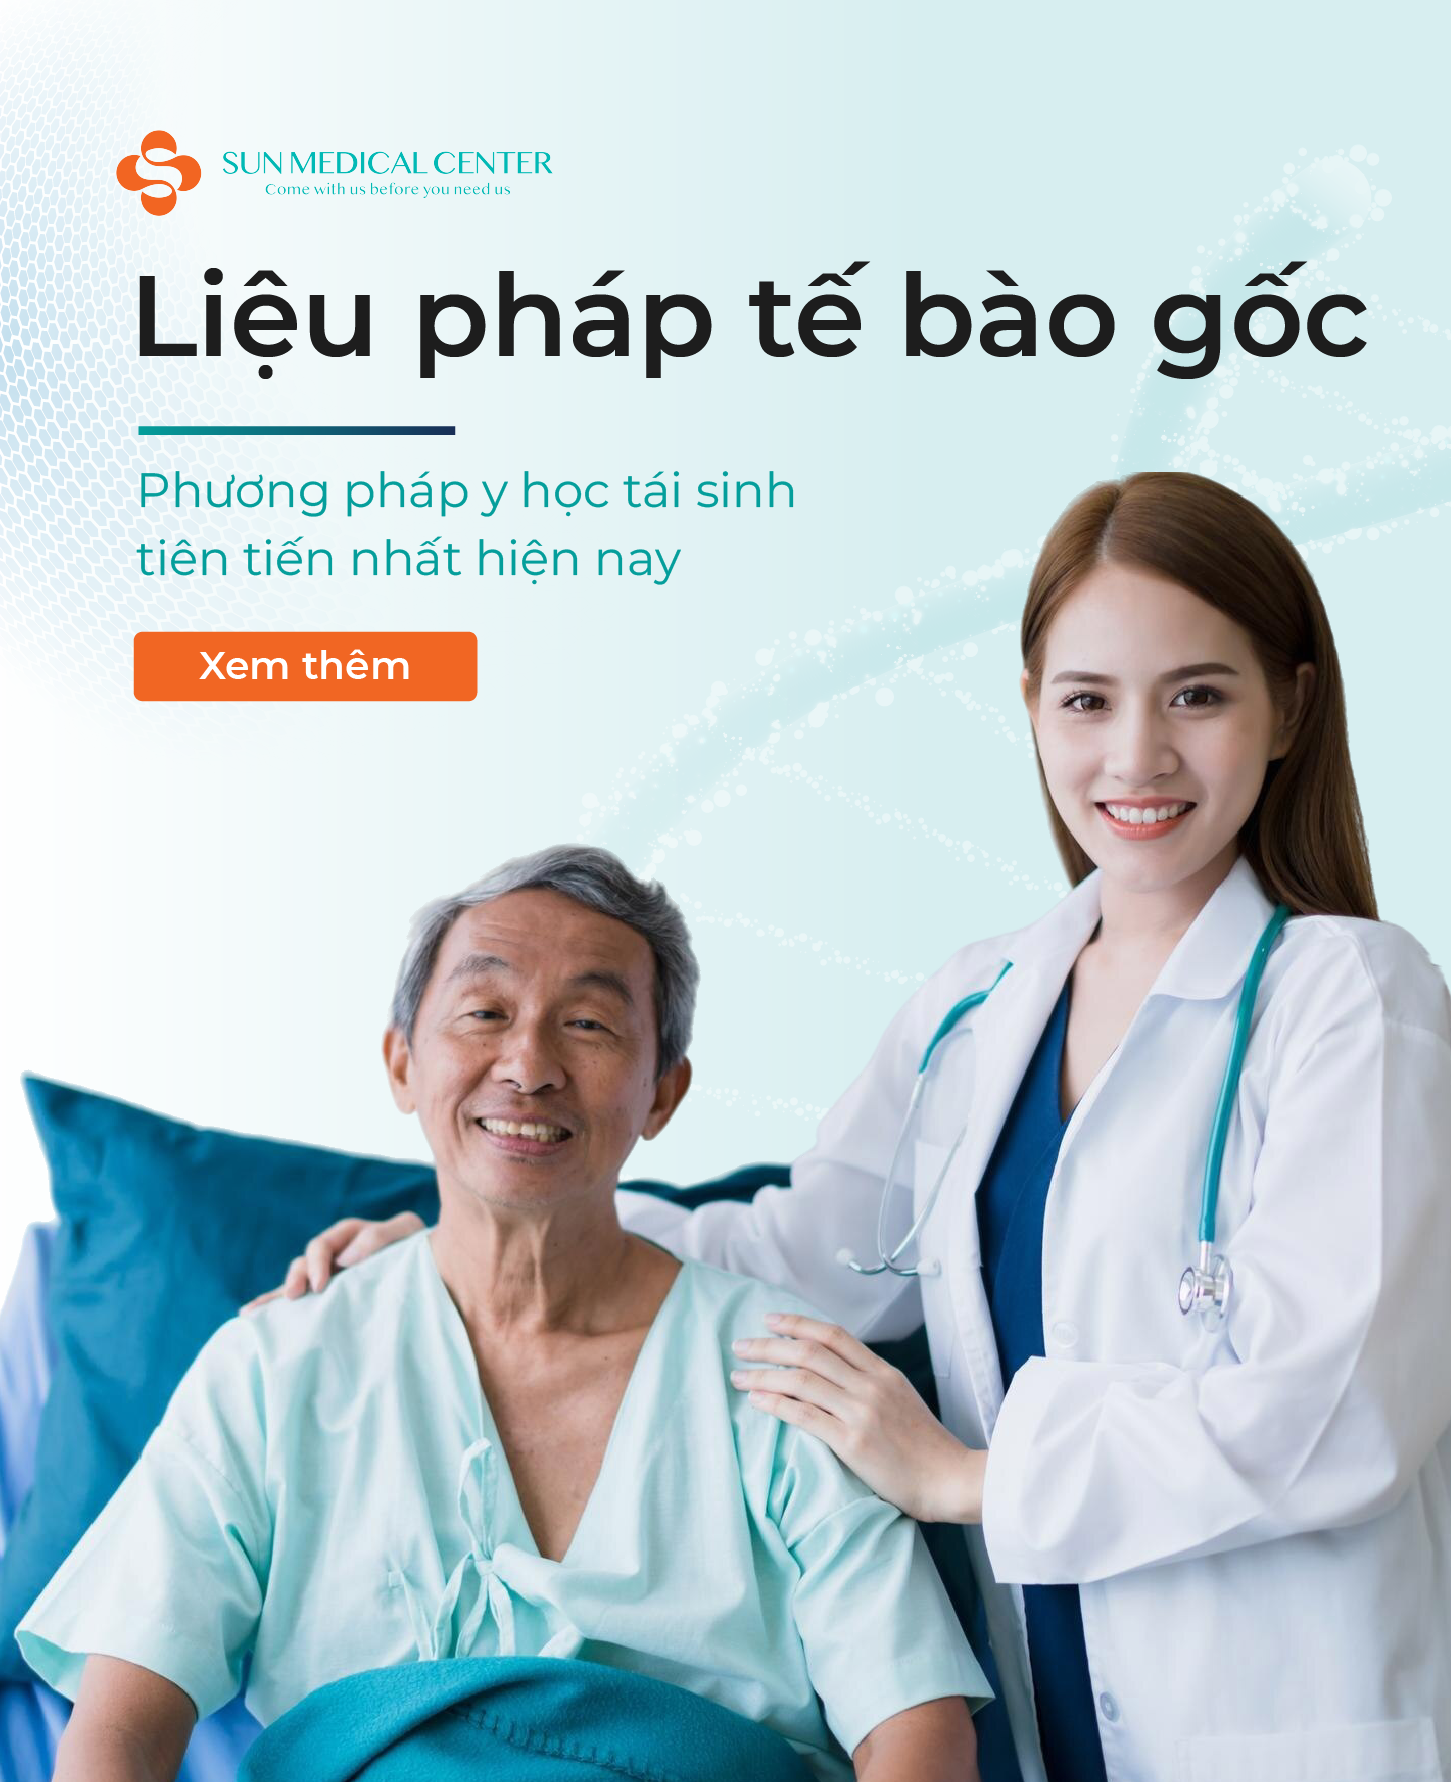 SUN MEDICAL CENTER
Come with us before you need us
Liệu pháp tế bào gốc
Phương pháp y học tái sinh
tiên tiến nhất hiện nay
Xem thêm